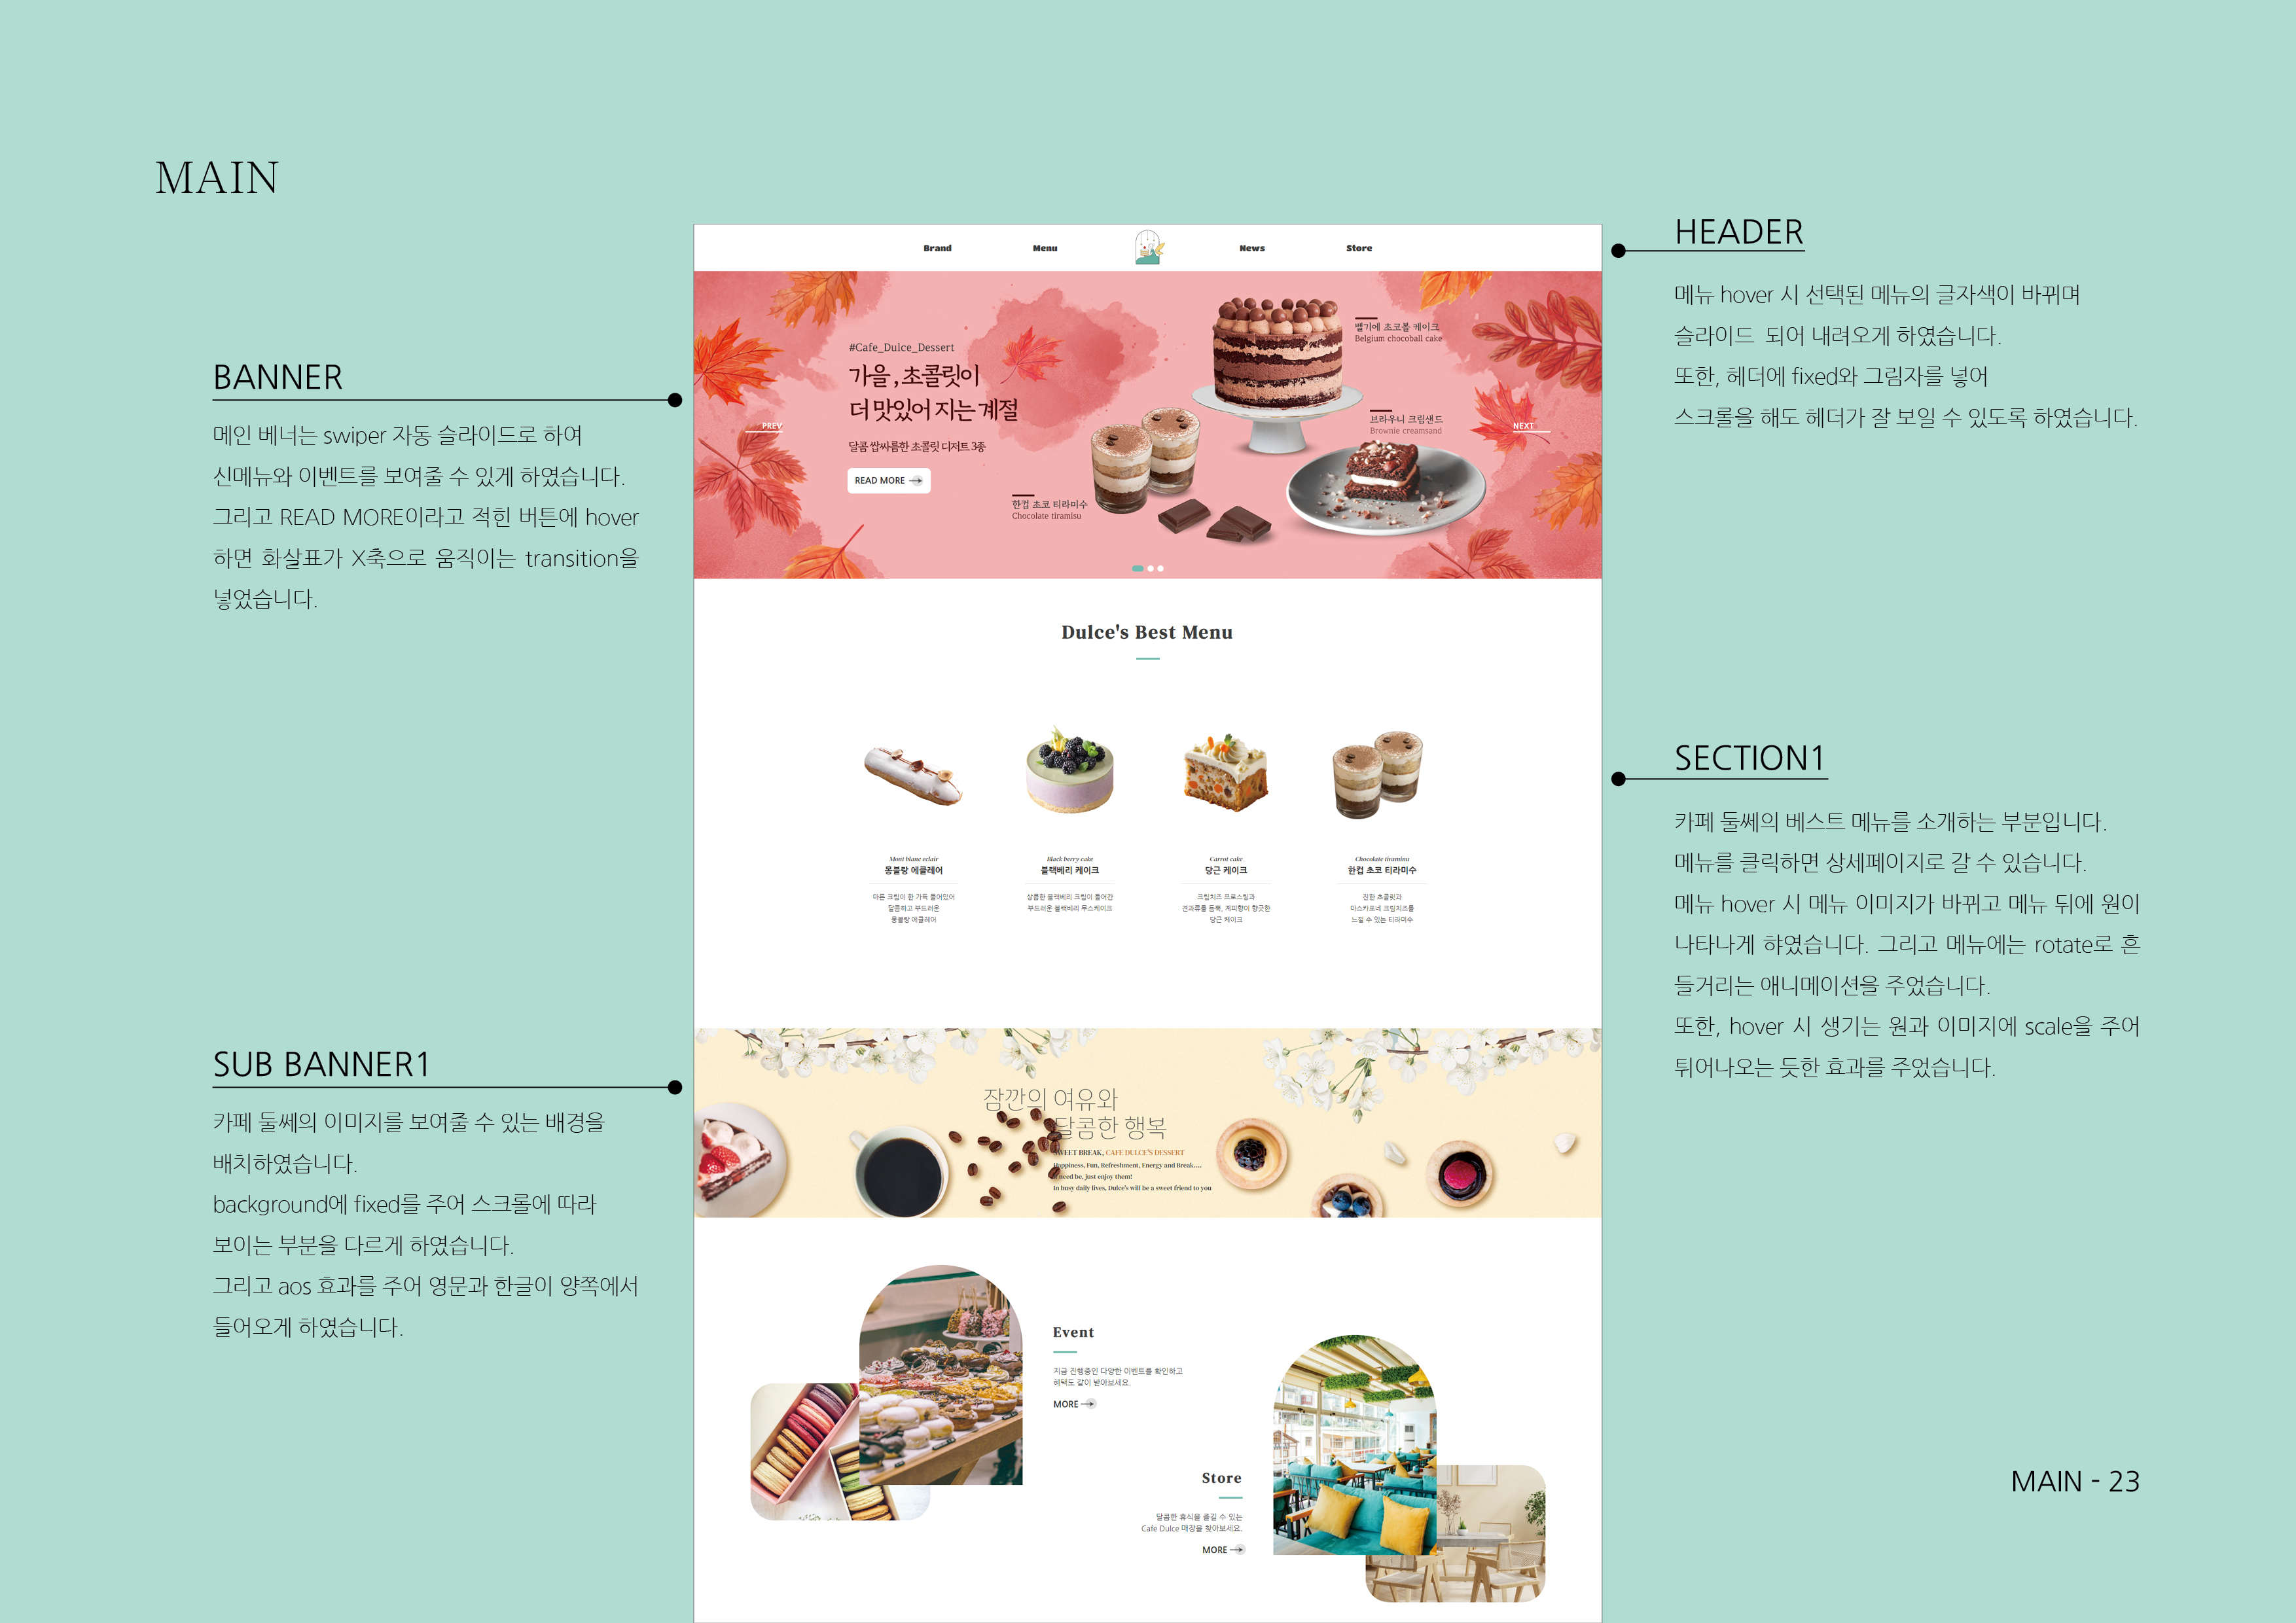 MAIN
BANNER
메인 베너는 swiper 자동 슬라이드로 하여
신메뉴와 이벤트를 보여줄 수 있게 하였습니다.
그리고 READ MORE이라고 적힌 버튼에 hover
하면 화살표가 X축으로 움직이는 transition을
넣었습니다.
SUB BANNER1
카페 둘쎄의 이미지를 보여줄 수 있는 배경을
배치하였습니다.
background에 fixed를 주어 스크롤에 따라
보이는 부분을 다르게 하였습니다.
그리고 aos 효과를 주어 영문과 한글이 양쪽에서
들어오게 하였습니다.
Brand Menu News Store
#Cafe_Dulce_Dessert
가을 , 초콜릿이
더 맛있어 지는 계절
달콤 쌉싸름한 초콜릿 디저트 3종
READ MORE
PREV
NEXT
벨기에 초코볼 케이크
Belgium chocoball cake
브라우니 크림샌드
Brownie creamsand
한컵 초코 티라미수
Chocolate tiramisu
Dulce's Best Menu
Mont blanc eclair
몽블랑 에클레어
마론 크림이 한 가득 들어있어
달콤하고 부드러운
몽블랑 에클레어
Black berry cake
블랙베리 케이크
상큼한 블랙베리 크림이 들어간
부드러운 블랙베리 무스케이크
Carrot cake
당근 케이크
크림치즈 프로스팅과
견과류를 듬뿍, 계피향이 향긋한
당근 케이크
Chocolate tiramisu
한컵 초코 티라미수
진한 초콜릿과
마스카포네 크림치즈를
느낄 수 있는 티라미수
잠깐의 여유와
달콤한 행복
SWEET BREAK, CAFE DULCE'S DESSERT
Happiness, Fun, Refreshment, Energy and Break....
need be, just enjoy them!
In busy daily lives, Dulce's will be a sweet friend to you
Event
지금 진행중인 다양한 이벤트를 확인하고
혜택도 같이 받아보세요.
MORE
Store
달콤한 휴식을 즐길 수 있는
Cafe Dulce 매장을 찾아보세요.
MORE
HEADER
메뉴 hover 시 선택된 메뉴의 글자색이 바뀌며
슬라이드 되어 내려오게 하였습니다.
또한, 헤더에 fixed와 그림자를 넣어
스크롤을 해도 헤더가 잘 보일 수 있도록 하였습니다.
SECTION1
카페 둘쎄의 베스트 메뉴를 소개하는 부분입니다.
메뉴를 클릭하면 상세페이지로 갈 수 있습니다.
메뉴 hover 시 메뉴 이미지가 바뀌고 메뉴 뒤에 원이
나타나게 하였습니다. 그리고 메뉴에는 rotate로 흔
들거리는 애니메이션을 주었습니다.
또한, hover 시 생기는 원과 이미지에 scale을 주어
튀어나오는 듯한 효과를 주었습니다.
MAIN - 23